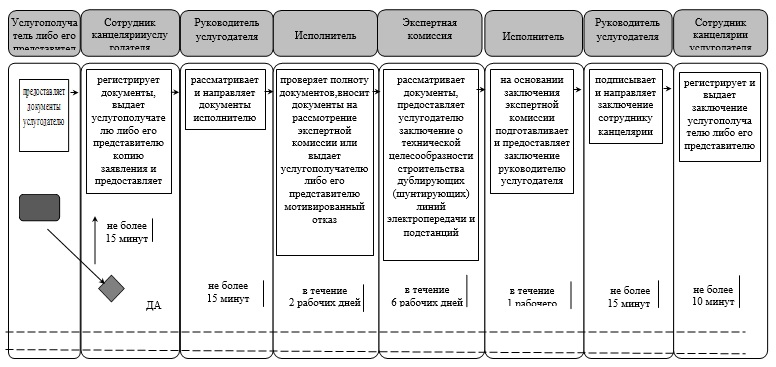 Услугополуча
тель либо его
представител
Сотрудник
канцелярииуслу
годателя
Руководитель
услугодателя
Исполнитель
Экспертная
комиссия
Исполнитель
Руководитель
услугодателя
Сотрудник
канцелярии
услугодателя
предоставляет
документы
услугодателю
регистрирует
документы,
выдает
услугополучате
лю либо его
представителю
копию
заявления и
предоставляет
рассматривает
и направляет
документы
исполнителю
проверяет полноту
документов,вносит
документы на
рассмотрение
экспертной
комиссии или
выдает
услугополучателю
либо его
представителю
мотивированный
отказ
рассматривает
документы,
предоставляет
услугодателю
заключение о
технической
целесообразности
строительства
дублирующих
(шунтирующих)
линий
электропередачи и
подстанций
на основании
заключения
экспертной
комиссии
подготавливает
и предоставляет
заключение
руководителю
услугодателя
подписывает
и направляет
заключение
сотруднику
канцелярии
регистрирует и
выдает
заключение
услугополуча
телю либо его
представителю
не более
15 минут
ДА
не более
15 минут
в течение
2 рабочих дней
в течение
6 рабочих дней
в течение
1 рабочего
не более
15 минут
не более
10 минут